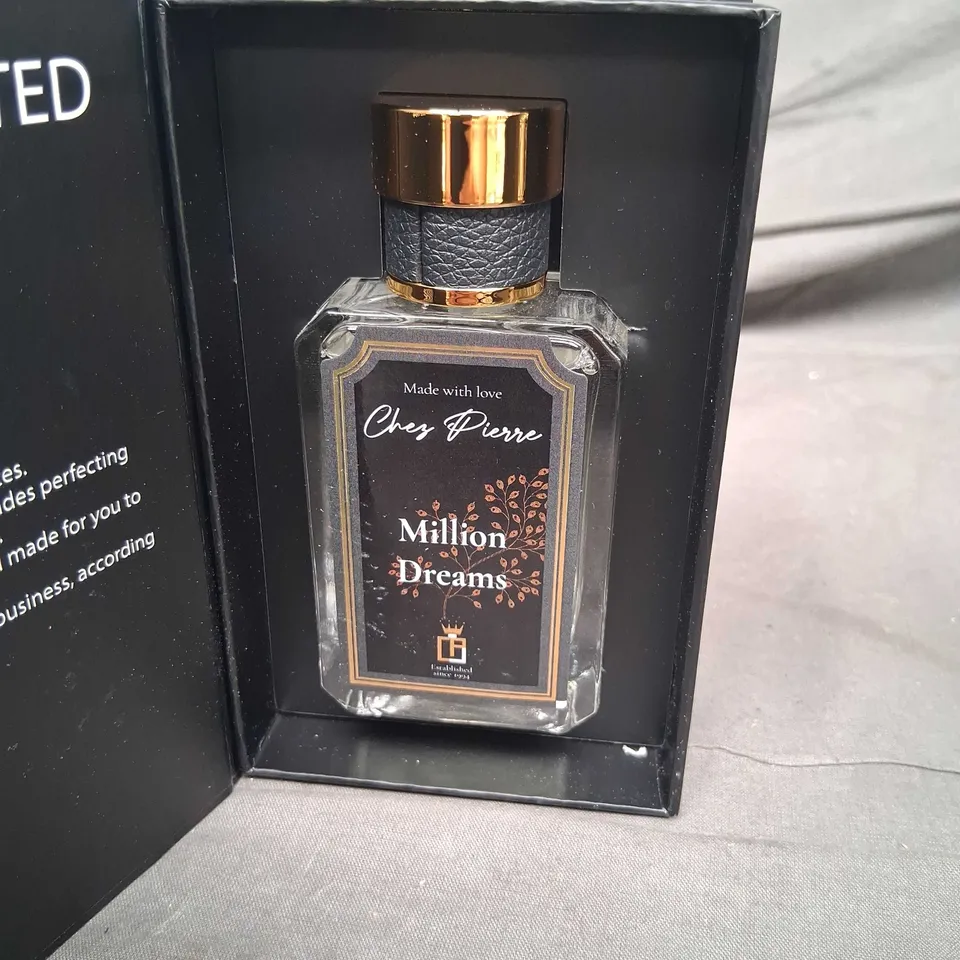 TED
es.
des perfecting
made for you to
business, according
Made with love
Chez Pierre
Million
Dreams
Established
since 1994